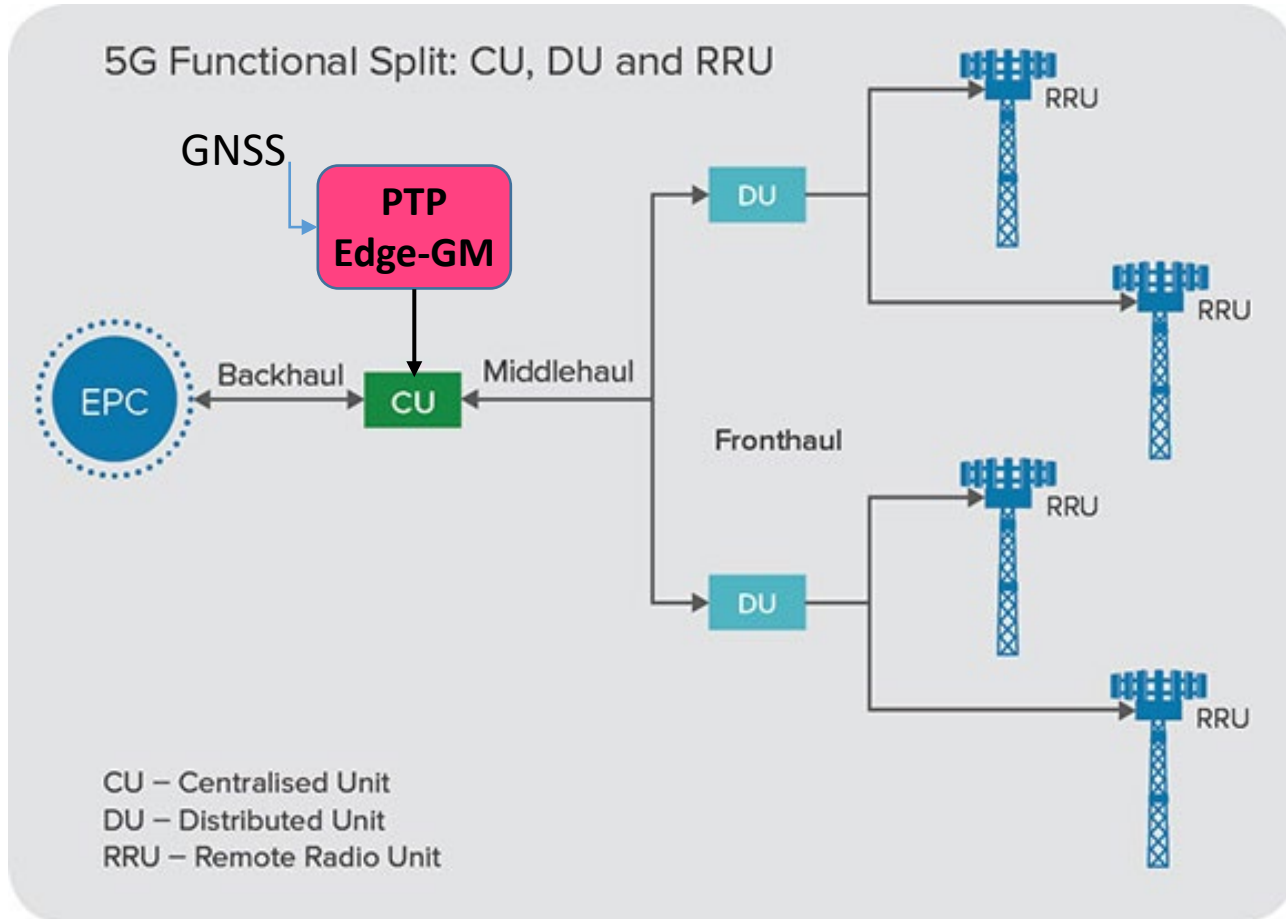 5G Functional Split: CU, DU and RRU
GNSS
PTP
Edge-GM
EPC
Backhaul
CU
Middlehaul
DU
RRU
RRU
Fronthaul
DU
RRU
RRU
CU – Centralised Unit
DU – Distributed Unit
RRU – Remote Radio Unit